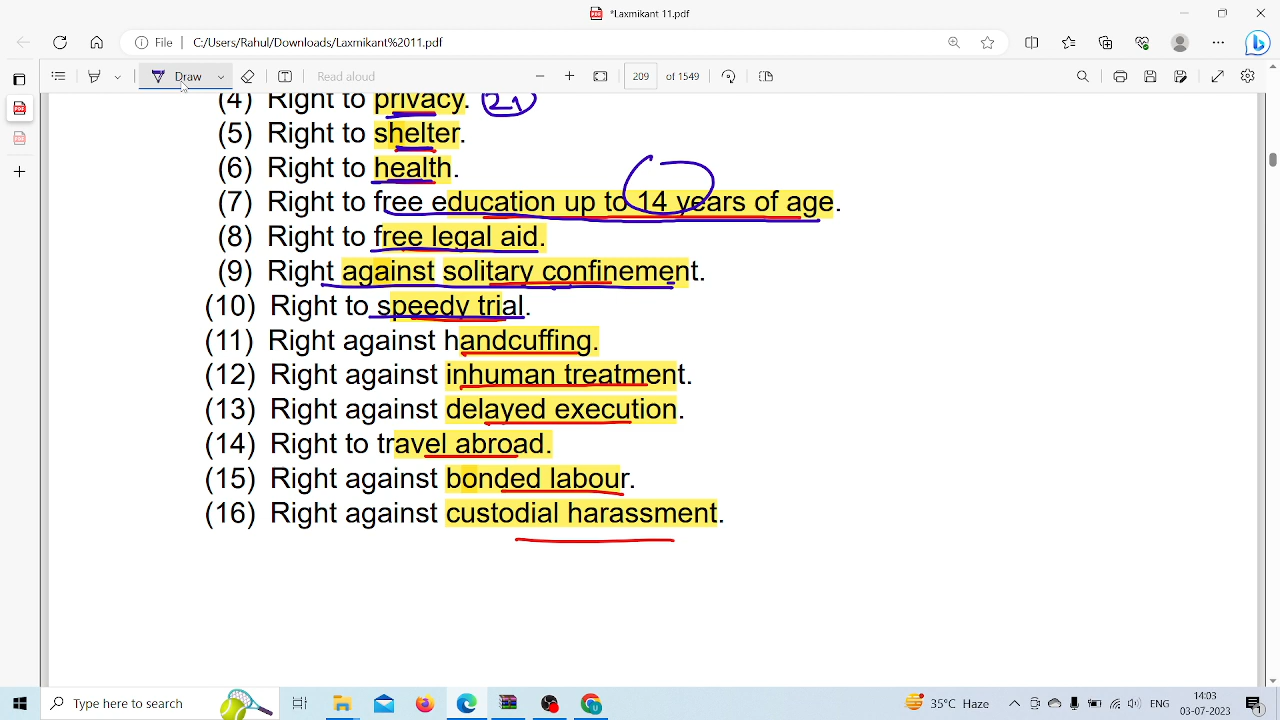 *Laxmikant 11.pdf
File
C:/Users/Rahul/Downloads/Laxmikant%2011.pdf
Draw
Read aloud
209 of 1549
(4) Right to privacy. 21
(5) Right to shelter.
(6) Right to health.
(7) Right to free education up to 14 years of age.
(8) Right to free legal aid.
(9) Right against solitary confinement.
(10) Right to speedy trial.
(11) Right against handcuffing.
(12) Right against inhuman treatment.
(13) Right against delayed execution.
(14) Right to travel abroad.
(15) Right against bonded labour.
(16) Right against custodial harassment.
Type here to search
35°C Haze
ENG
03-07-2023